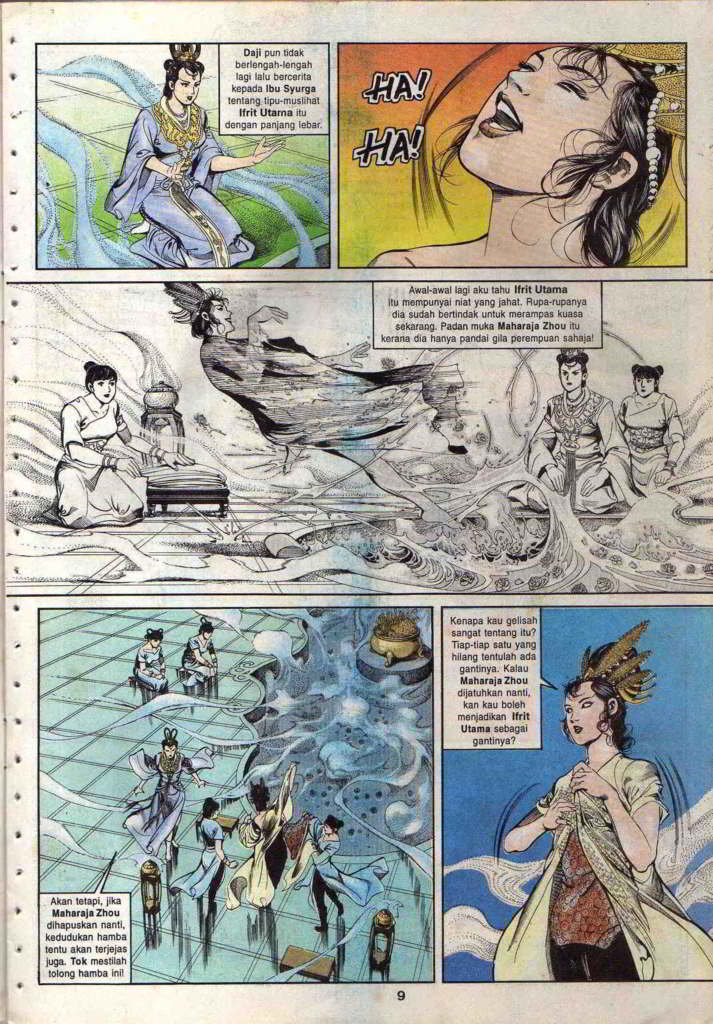 Daji pun tidak
berlengah-lengah
lagi lalu bercerita
kepada Ibu Syurga
tentang tipu-muslihat
Ifrit Utama itu
dengan panjang lebar.
HA!
HA!
Awal-awal lagi aku tahu Ifrit Utama
itu mempunyai niat yang jahat. Rupa-rupanya
dia sudah bertindak untuk merampas kuasa
sekarang. Padan muka Maharaja Zhou itu
kerana dia hanya pandai gila perempuan sahaja!
Akan tetapi, jika
Maharaja Zhou
dihapuskan nanti,
kedudukan hamba
tentu akan terjejas
juga. Tok mestilah
tolong hamba ini!
Kenapa kau gelisah
sangat tentang itu?
Tiap-tiap satu yang
hilang tentulah ada
gantinya. Kalau
Maharaja Zhou
dijatuhkan nanti,
kan kau boleh
menjadikan Ifrit
Utama sebagai
gantinya?
9